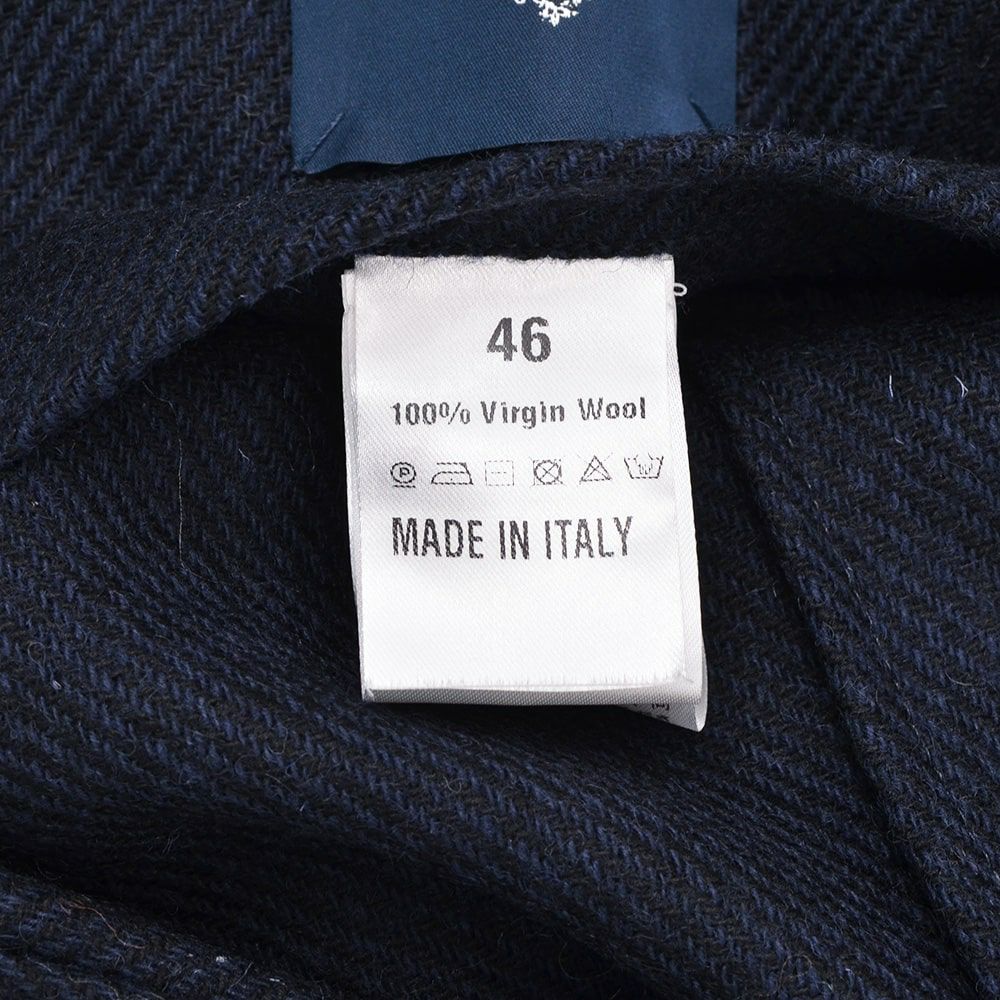 46
100% Virgin Wool
P
MADE IN ITALY